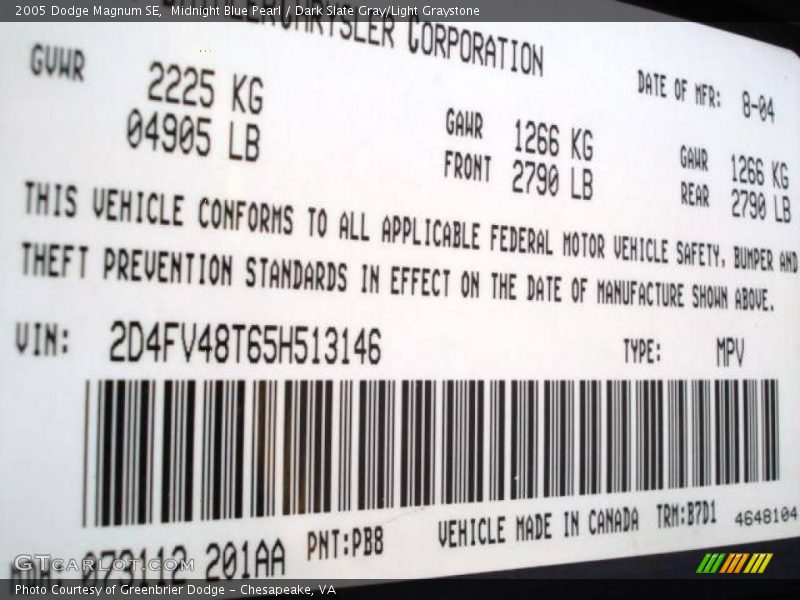 2005 Dodge Magnum SE,  Midnight Blue Pearl / Dark Slate Gray/Light Graystone
CORPORATION
GVWR 2225 KG
04905 LB
DATE OF MFR: 8-04
GAWR FRONT 1266 KG
2790 LB
GAWR REAR 1266 KG
2790 LB
THIS VEHICLE CONFORMS TO ALL APPLICABLE FEDERAL MOTOR VEHICLE SAFETY, BUMPER AND
THEFT PREVENTION STANDARDS IN EFFECT ON THE DATE OF MANUFACTURE SHOWN ABOVE.
VIN: 2D4FV48T65H513146 TYPE: MPV
PNT:PB8 VEHICLE MADE IN CANADA TRM:B7D1 4648104
MDH: 073112 201AA
GTcarlot.com
Photo Courtesy of Greenbrier Dodge - Chesapeake, VA